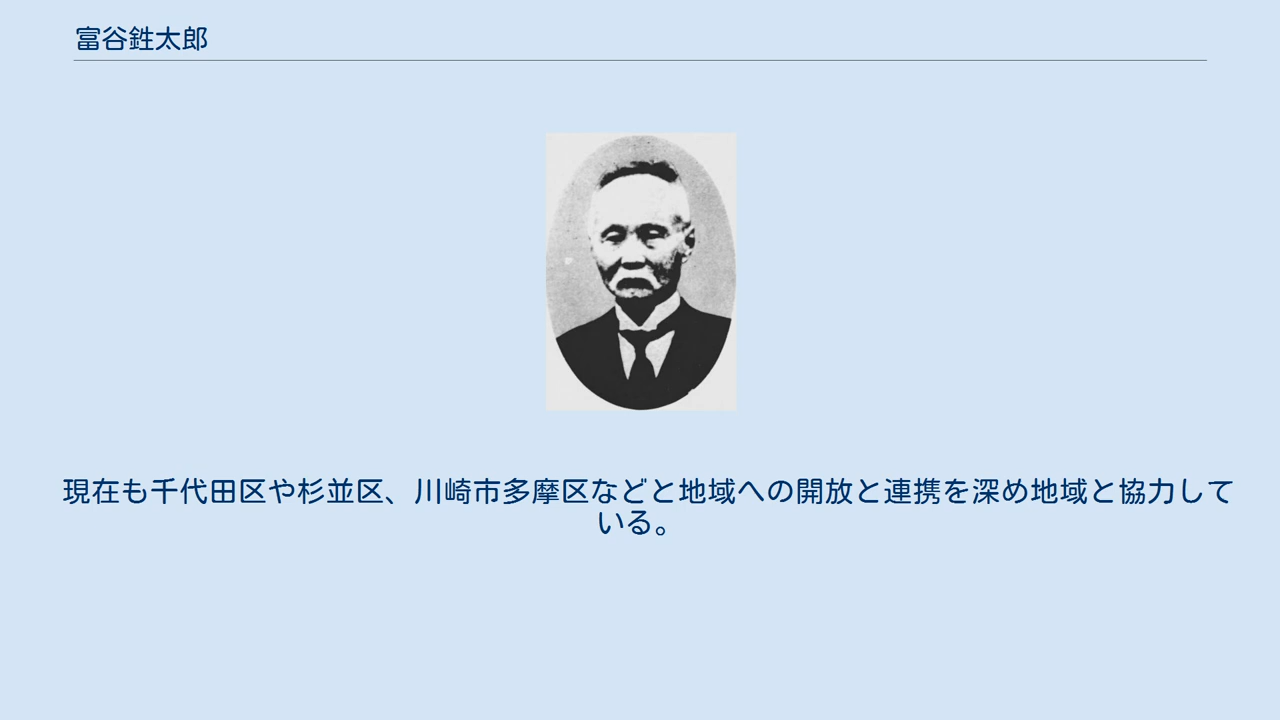 富谷鉎太郎
現在も千代田区や杉並区、川崎市多摩区などと地域への開放と連携を深め地域と協力して
いる。